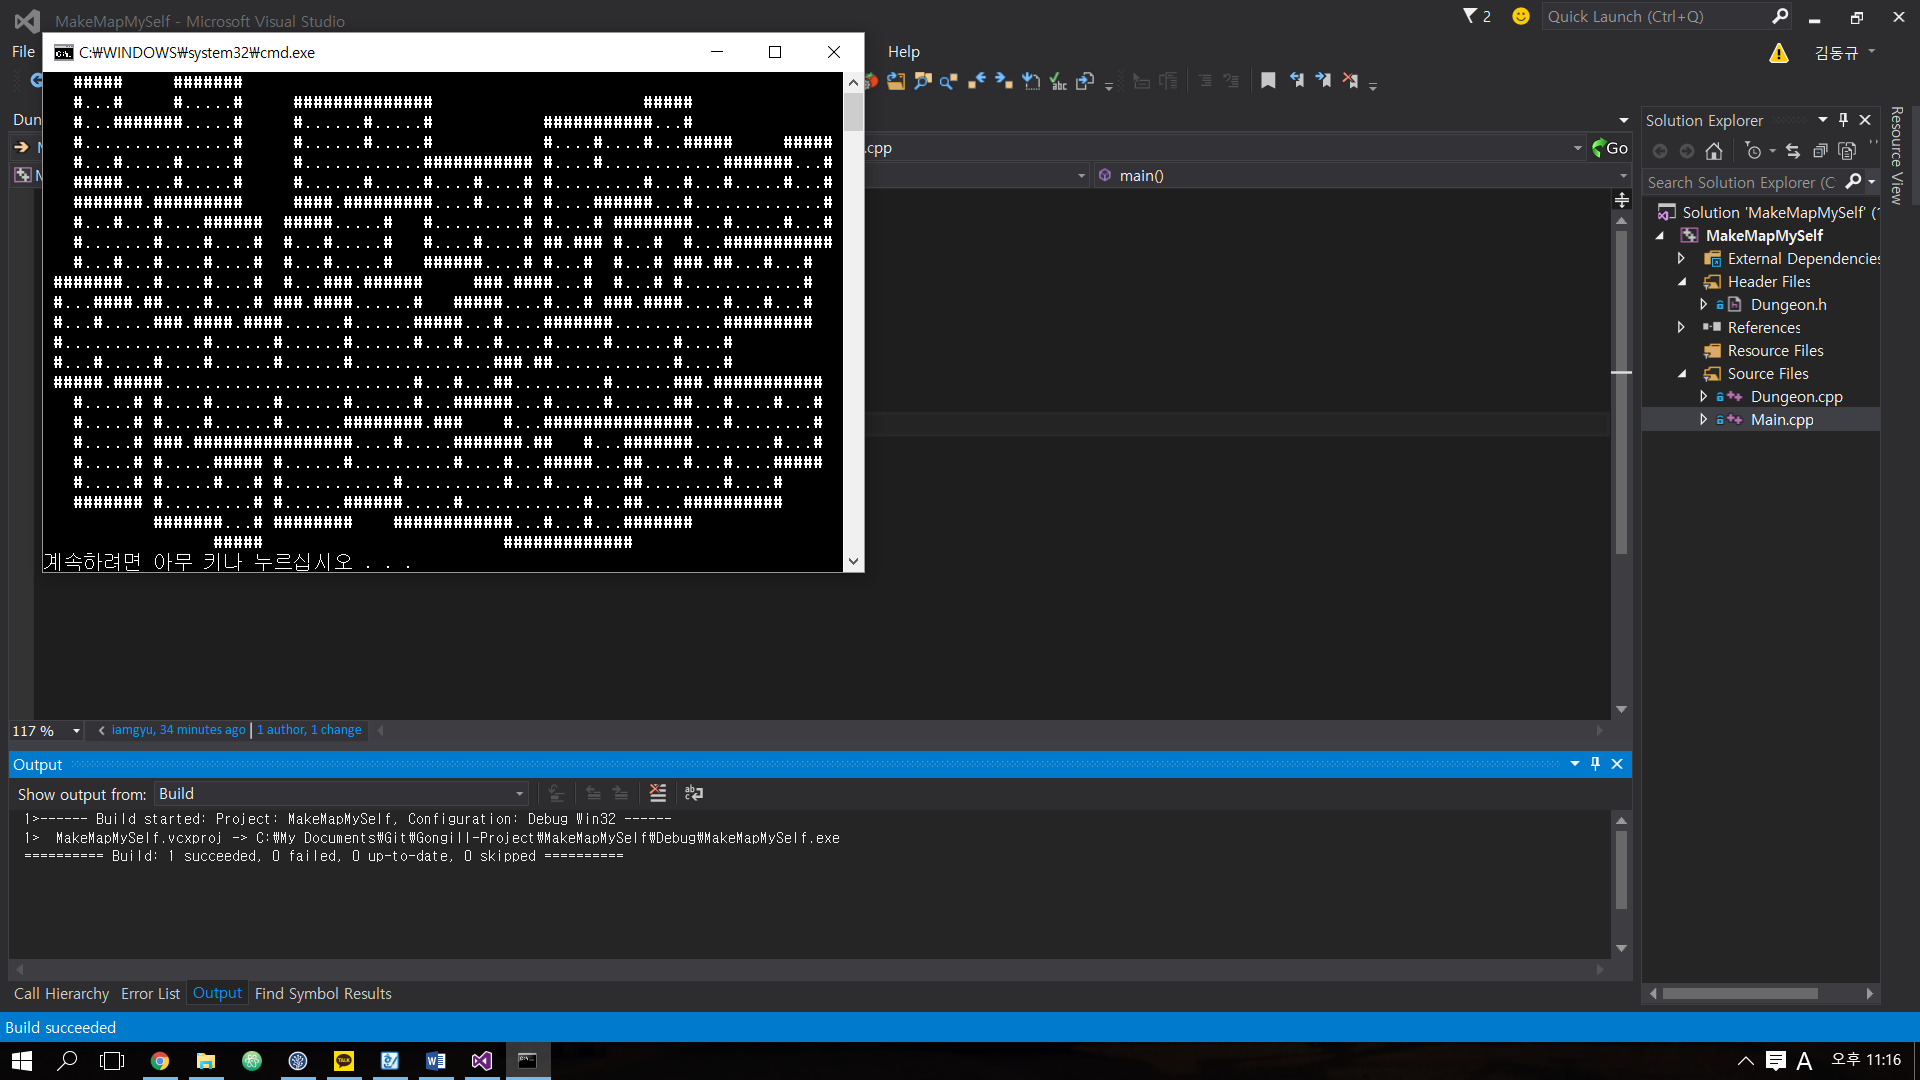 MakeMapMySelf - Microsoft Visual Studio
2
Quick Launch (Ctrl+Q)
File
Help
김동규
C:\WINDOWS\system32\cmd.exe
계속하려면 아무 키나 누르십시오 . . .
Dun
.cpp
Go
main()
117 %
iamgyu, 34 minutes ago | 1 author, 1 change
Solution Explorer
Search Solution Explorer (C
Solution 'MakeMapMySelf' (
MakeMapMySelf
External Dependencies
Header Files
Dungeon.h
References
Resource Files
Source Files
Dungeon.cpp
Main.cpp
Resource View
Output
Show output from: Build
1>------ Build started: Project: MakeMapMySelf, Configuration: Debug Win32 ------
1>  MakeMapMySelf.vcxproj -> C:\My Documents\Git\Gongill-Project\MakeMapMySelf\Debug\MakeMapMySelf.exe
========== Build: 1 succeeded, 0 failed, 0 up-to-date, 0 skipped ==========
Call Hierarchy
Error List
Output
Find Symbol Results
Build succeeded
TALK
A
오후 11:16